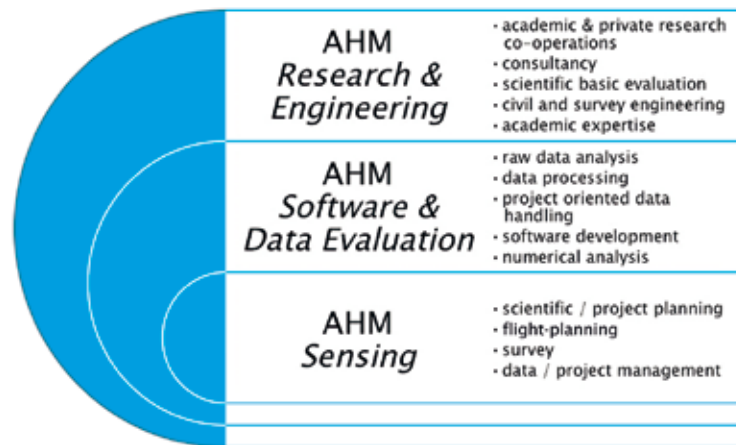 AHM
Research &
Engineering
· academic & private research
co-operations
· consultancy
· scientific basic evaluation
· civil and survey engineering
· academic expertise
AHM
Software &
Data Evaluation
· raw data analysis
· data processing
· project oriented data
handling
· software development
· numerical analysis
AHM
Sensing
· scientific / project planning
· flight-planning
· survey
· data / project management